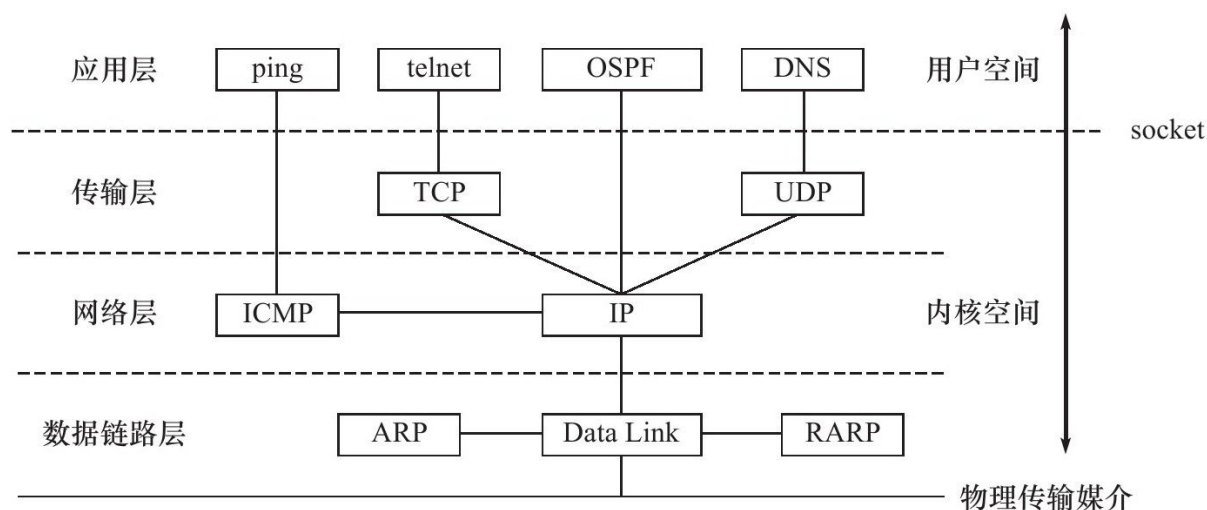 应用层 ping telnet OSPF DNS 用户空间
socket
传输层 TCP UDP
网络层 ICMP IP 内核空间
数据链路层 ARP Data Link RARP
物理传输媒介